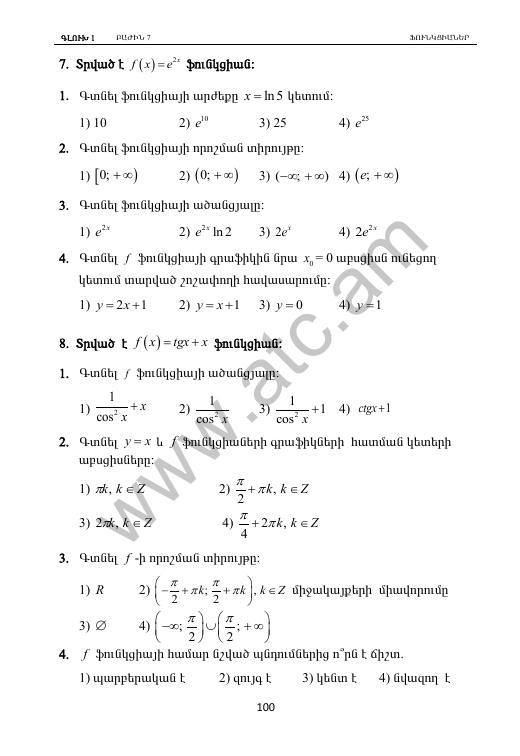 ԳԼՈՒԽ 1 ԲԱԺԻՆ 7 ՖՈՒՆԿՑԻԱՆԵՐ
7. Տրված է f(x)=e^{2x} ֆունկցիան:
1. Գտնել ֆունկցիայի արժեքը x = ln 5 կետում:
1) 10 2) e^{10} 3) 25 4) e^{25}
2. Գտնել ֆունկցիայի որոշման տիրույթը:
1) [0; +∞) 2) (0; +∞) 3) (−∞; +∞) 4) (e; +∞)
3. Գտնել ֆունկցիայի ածանցյալը:
1) e^{2x} 2) e^{2x} ln 2 3) 2e^{x} 4) 2e^{2x}
4. Գտնել f ֆունկցիայի գրաֆիկին նրա x₀ = 0 աբսցիս ունեցող
կետում տարված շոշափողի հավասարումը:
1) y = 2x + 1 2) y = x + 1 3) y = 0 4) y = 1
8. Տրված է f(x) = tgx + x ֆունկցիան:
1. Գտնել f ֆունկցիայի ածանցյալը:
1) 1/cos² x + x 2) 1/cos² x 3) 1/cos² x + 1 4) ctgx + 1
2. Գտնել y = x և f ֆունկցիաների գրաֆիկների հատման կետերի
աբսցիսները:
1) πk, k ∈ Z 2) π/2 + πk, k ∈ Z
3) 2πk, k ∈ Z 4) π/4 + 2πk, k ∈ Z
3. Գտնել f -ի որոշման տիրույթը:
1) R 2) (−π/2 + πk; π/2 + πk), k ∈ Z միջակայքերի միավորումը
3) ∅ 4) (−∞; π/2) ∪ (π/2; +∞)
4. f ֆունկցիայի համար նշված պնդումներից ո՞րն է ճիշտ.
1) պարբերական է 2) զույգ է 3) կենտ է 4) նվազող է
100
www.atc.am